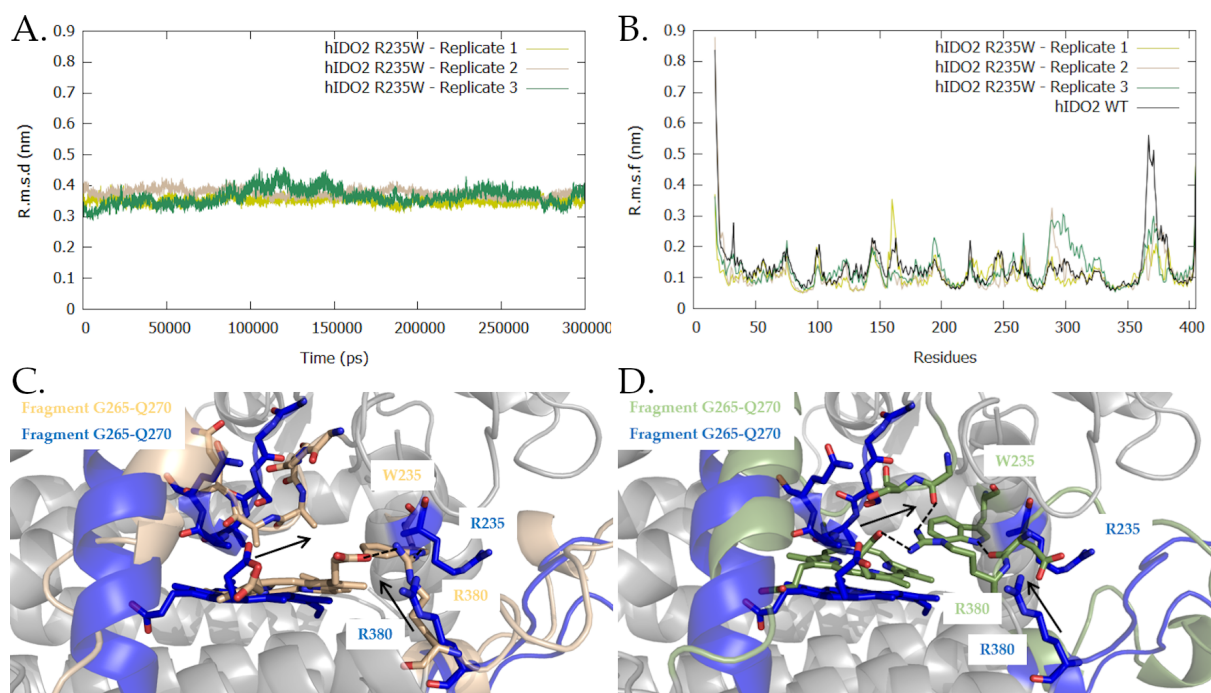 A.
0.9
0.8
0.7
0.6
0.5
0.4
0.3
0.2
0.1
0
R.m.s.d (nm)
hIDO2 R235W - Replicate 1
hIDO2 R235W - Replicate 2
hIDO2 R235W - Replicate 3
0 50000 100000 150000 200000 250000 300000
Time (ps)
B.
0.9
0.8
0.7
0.6
0.5
0.4
0.3
0.2
0.1
0
R.m.s.f (nm)
hIDO2 R235W - Replicate 1
hIDO2 R235W - Replicate 2
hIDO2 R235W - Replicate 3
hIDO2 WT
0 50 100 150 200 250 300 350 400
Residues
C.
Fragment G265-Q270
Fragment G265-Q270
W235
R235
R380
R380
D.
Fragment G265-Q270
Fragment G265-Q270
W235
R235
R380
R380